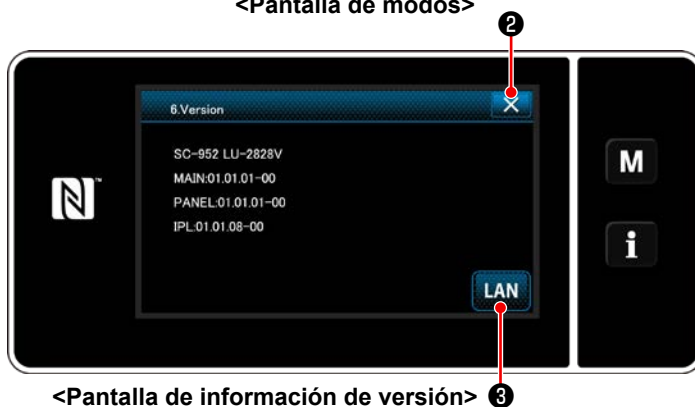 <Pantalla de modos>
❷
6.Version
SC-952 LU-2828V
MAIN:01.01.01-00
PANEL:01.01.01-00
IPL:01.01.08-00
M
i
LAN
<Pantalla de información de versión> ❸